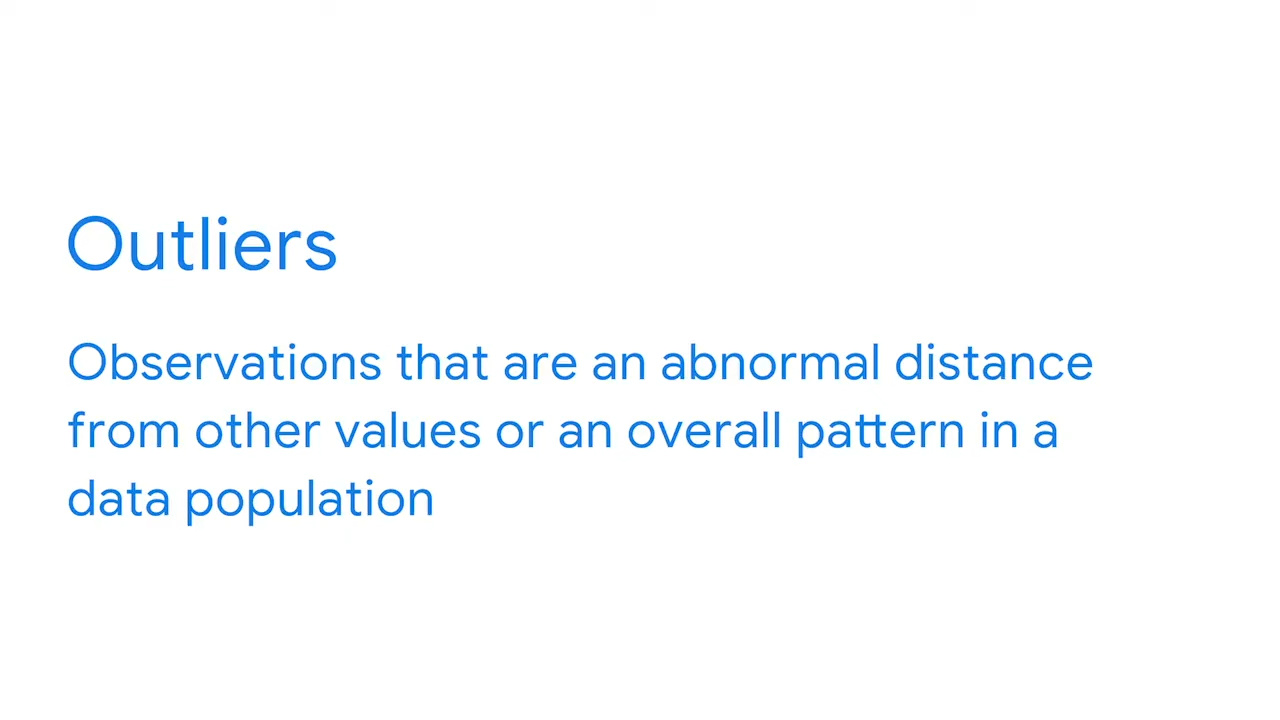 Outliers
Observations that are an abnormal distance
from other values or an overall pattern in a
data population